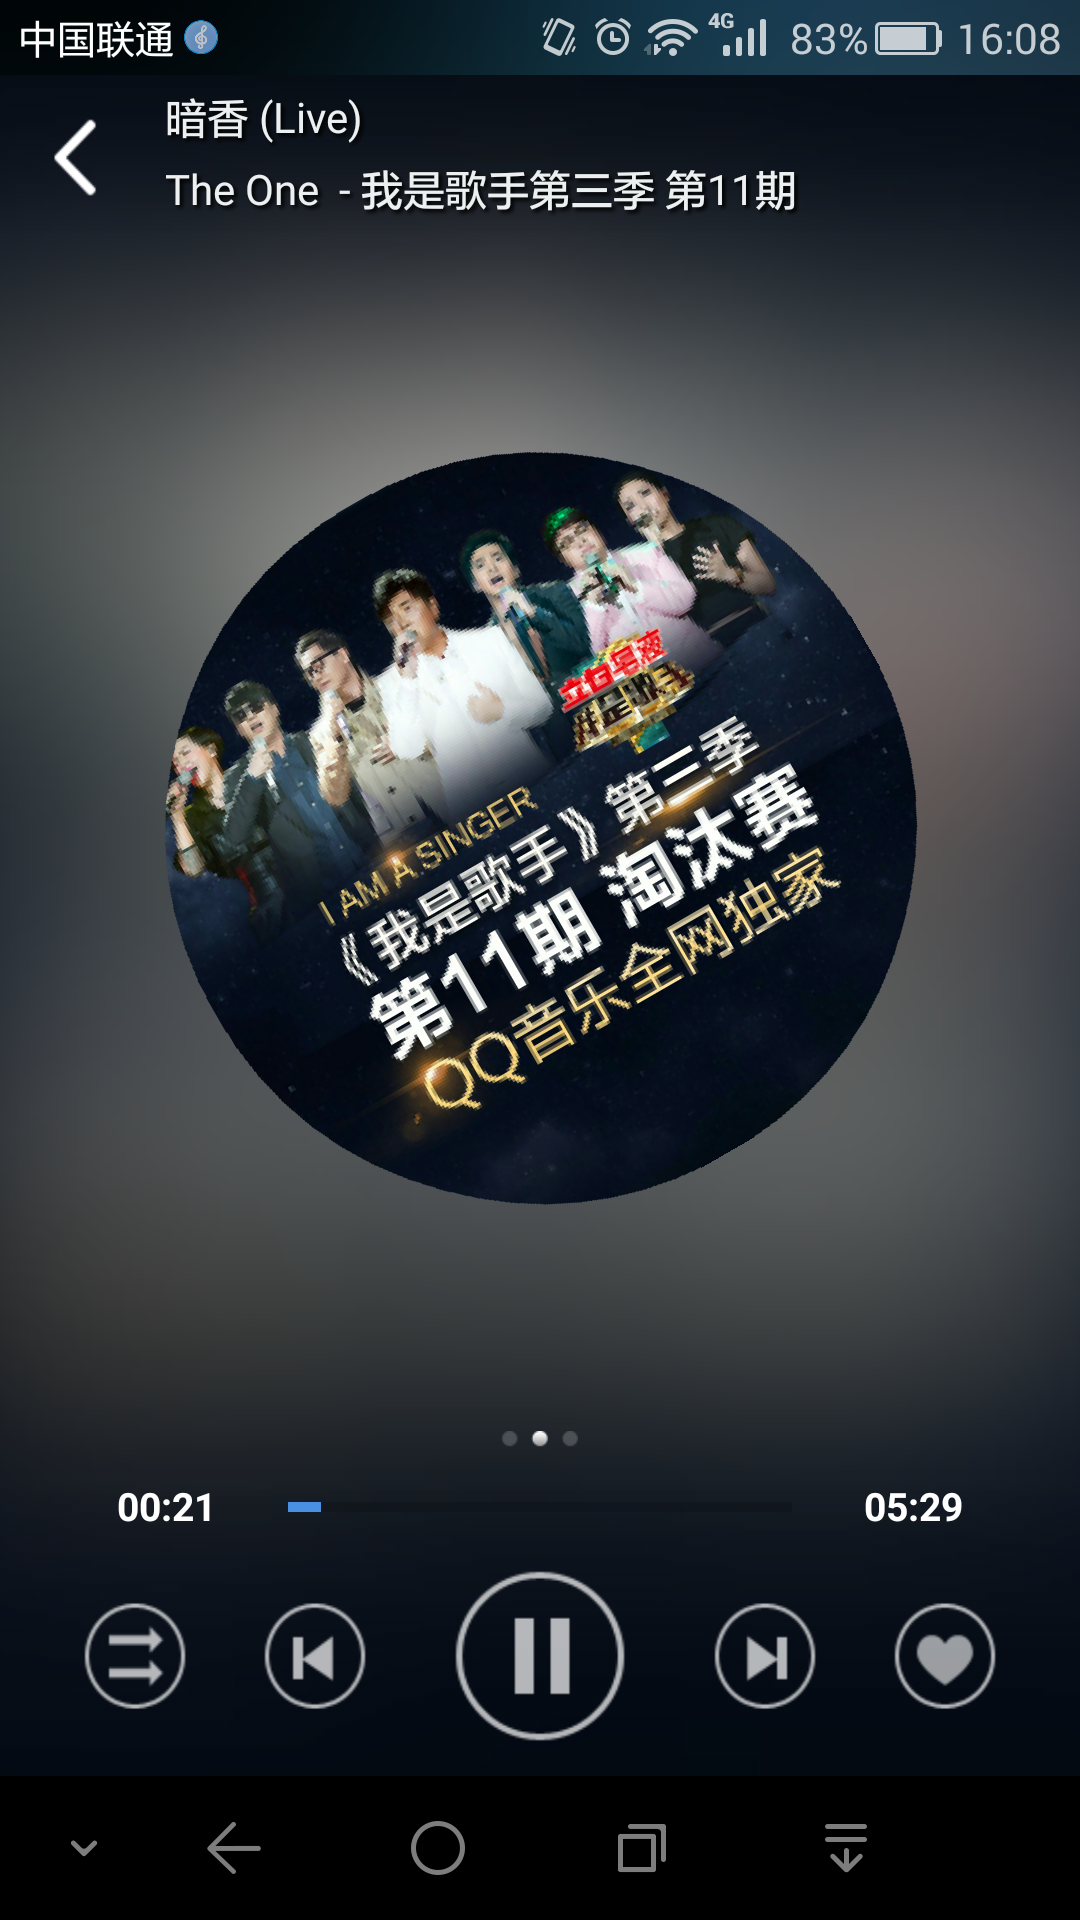 中国联通
4G
83%
16:08
暗香 (Live)
The One - 我是歌手第三季 第11期
I AM A SINGER
《我是歌手》第三季
第11期 淘汰赛
QQ音乐全网独家
00:21
05:29